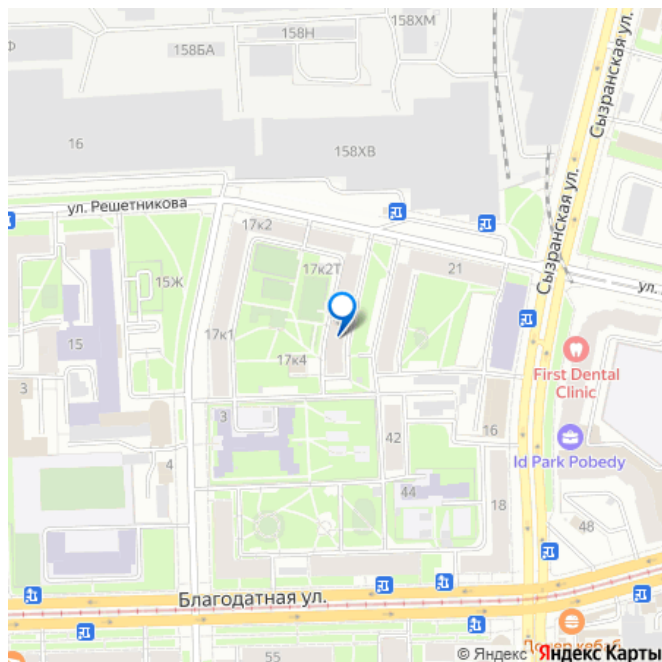 158ХМ
158Н
Ф
158БА
Сызранская ул.
16
158ХВ
ул. Решетникова
17к2
Сызранская ул.
17к2Т
21
15Ж
ул.
17к1
15
17к4
First Dental
Clinic
3
3
16
42
Id Park Pobedy
4
44
18
48
Благодатная ул.
55
© Яндекс Яндекс Карты